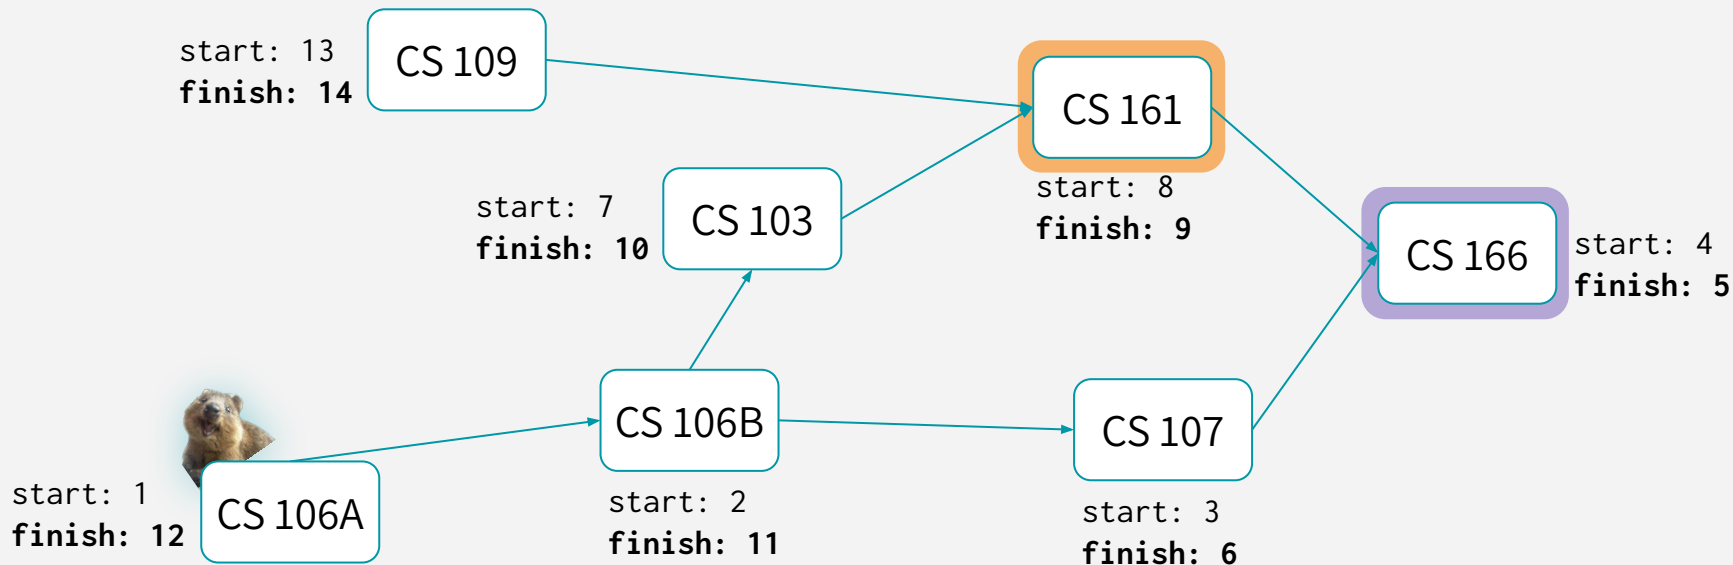 start: 13
finish: 14
CS 109
CS 161
start: 8
finish: 9
start: 7
finish: 10
CS 103
CS 166
start: 4
finish: 5
start: 1
finish: 12
CS 106A
CS 106B
start: 2
finish: 11
CS 107
start: 3
finish: 6